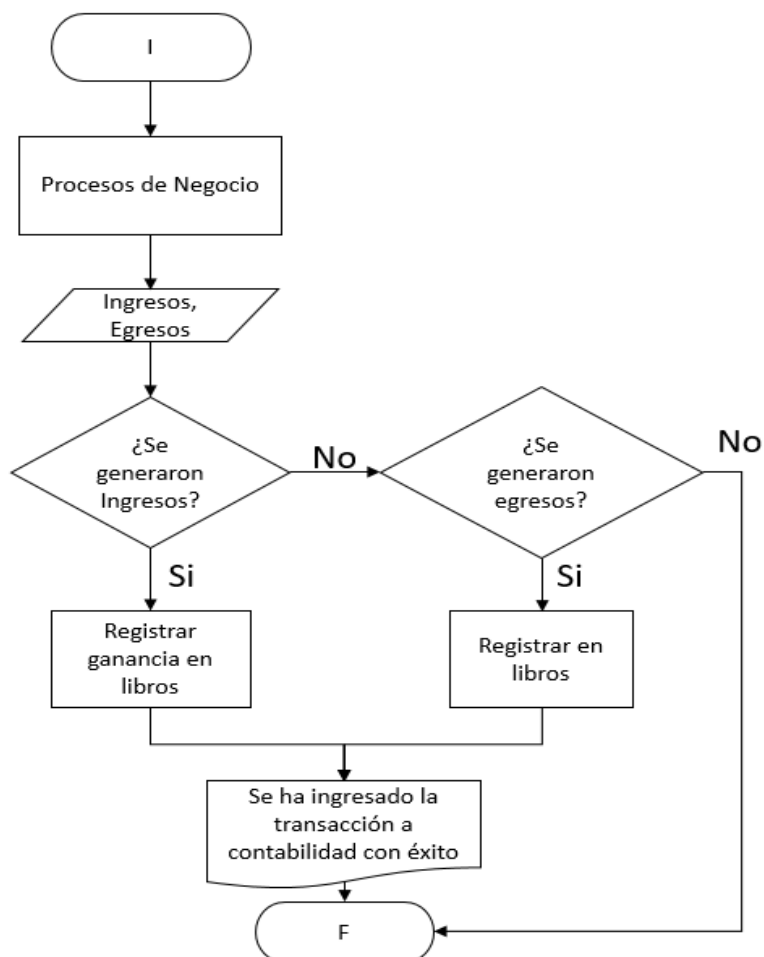 I
Procesos de Negocio
Ingresos,
Egresos
¿Se
generaron
Ingresos?
No
¿Se
generaron
egresos?
No
Si
Si
Registrar
ganancia en
libros
Registrar en
libros
Se ha ingresado la
transacción a
contabilidad con éxito
F